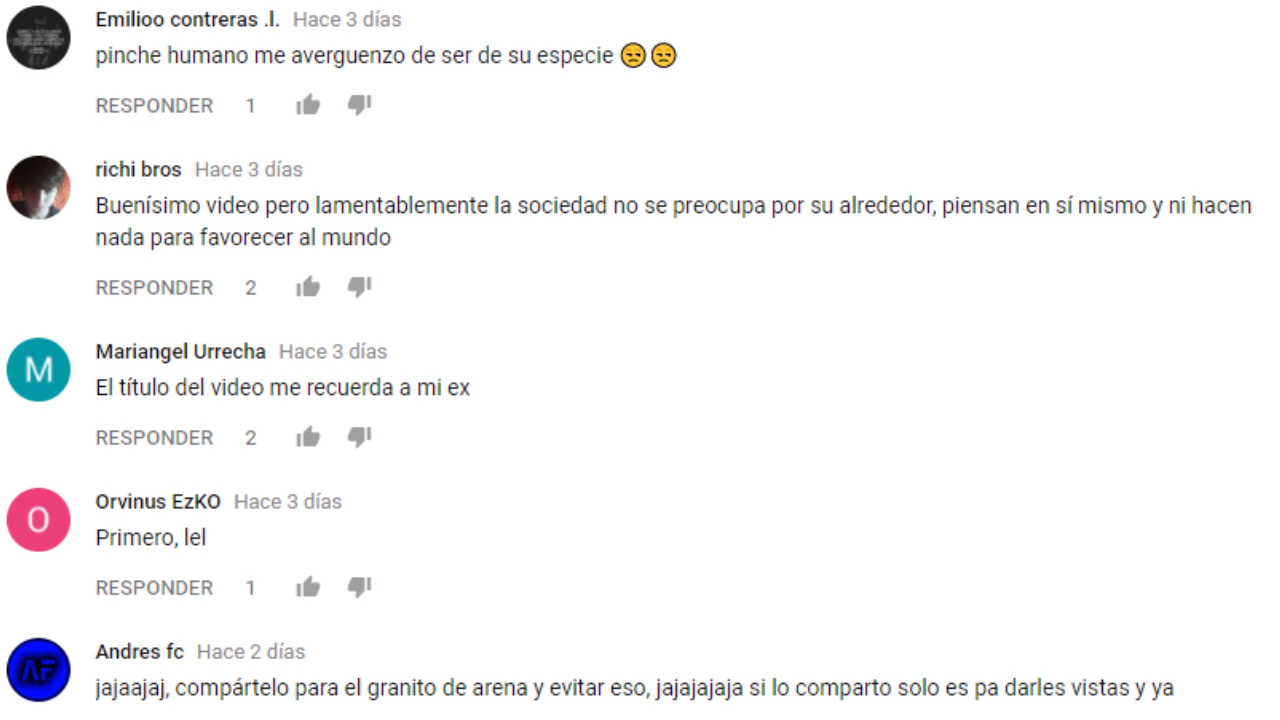 Emilioo contreras .l. Hace 3 días
pinche humano me averguenzo de ser de su especie 😒😒
RESPONDER 1
richi bros Hace 3 días
Buenísimo video pero lamentablemente la sociedad no se preocupa por su alrededor, piensan en sí mismo y ni hacen
nada para favorecer al mundo
RESPONDER 2
M
Mariangel Urrecha Hace 3 días
El título del video me recuerda a mi ex
RESPONDER 2
O
Orvinus EzKO Hace 3 días
Primero, lel
RESPONDER 1
AF
Andres fc Hace 2 días
jajaajaj, compártelo para el granito de arena y evitar eso, jajajajaja si lo comparto solo es pa darles vistas y ya